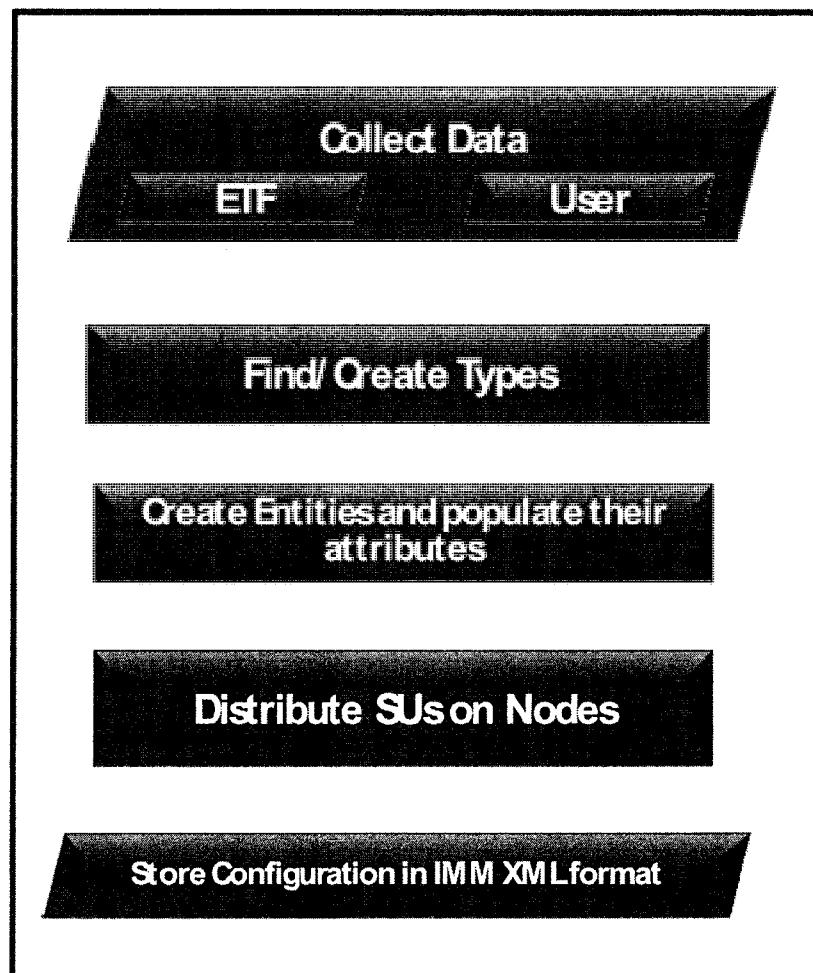 Collect Data
ETF User
Find/ Create Types
Create Entities and populate their
attributes
Distribute SUs on Nodes
Store Configuration in IMM XML format